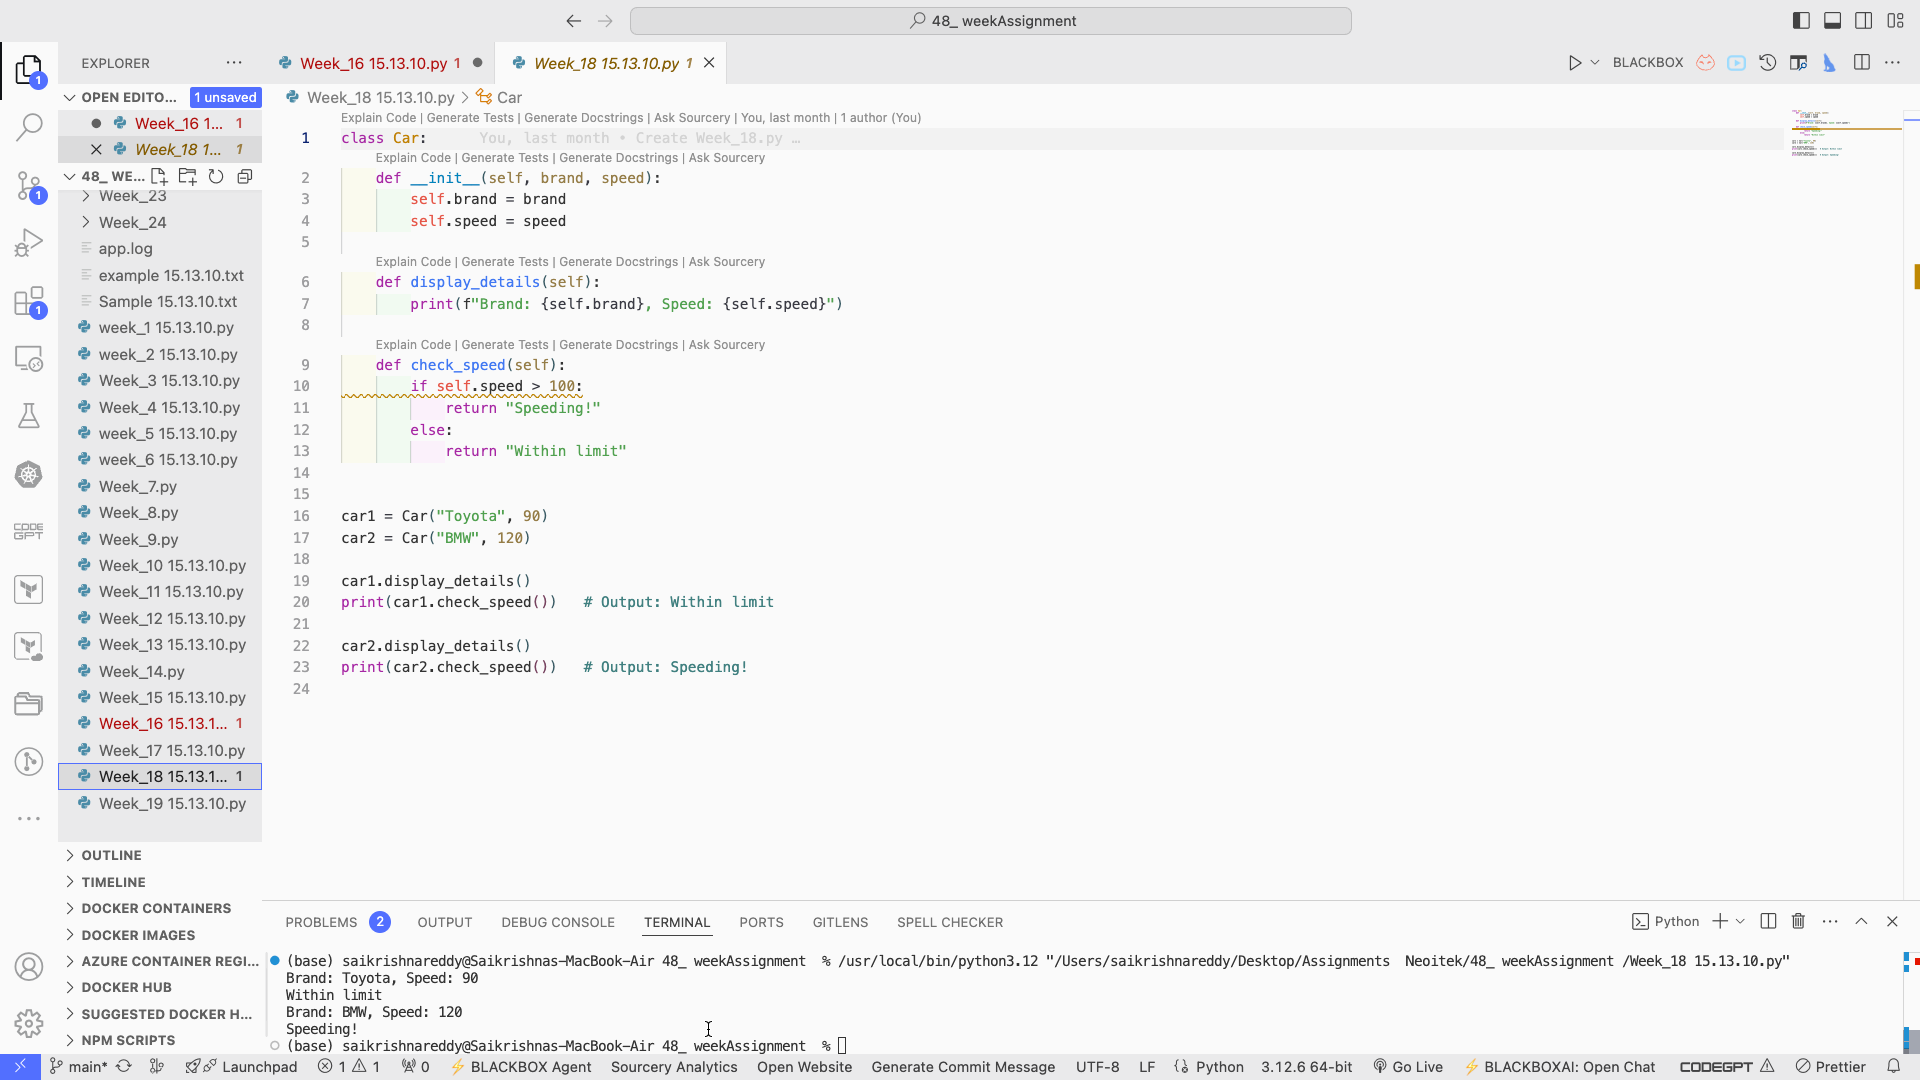 48_ weekAssignment
EXPLORER
Week_16 15.13.10.py 1
Week_18 15.13.10.py 1
BLACKBOX
OPEN EDITO... 1 unsaved
Week_16 1... 1
Week_18 1... 1
48_ WE...
Week_23
Week_24
app.log
example 15.13.10.txt
Sample 15.13.10.txt
week_1 15.13.10.py
week_2 15.13.10.py
Week_3 15.13.10.py
Week_4 15.13.10.py
week_5 15.13.10.py
week_6 15.13.10.py
Week_7.py
Week_8.py
Week_9.py
Week_10 15.13.10.py
Week_11 15.13.10.py
Week_12 15.13.10.py
Week_13 15.13.10.py
Week_14.py
Week_15 15.13.10.py
Week_16 15.13.1... 1
Week_17 15.13.10.py
Week_18 15.13.1... 1
Week_19 15.13.10.py
OUTLINE
TIMELINE
DOCKER CONTAINERS
DOCKER IMAGES
AZURE CONTAINER REGI...
DOCKER HUB
SUGGESTED DOCKER H...
NPM SCRIPTS
1
1
1
CODE GPT
Week_18 15.13.10.py > Car
Explain Code | Generate Tests | Generate Docstrings | Ask Sourcery | You, last month | 1 author (You)
1 class Car: You, last month • Create Week_18.py …
Explain Code | Generate Tests | Generate Docstrings | Ask Sourcery
2 def __init__(self, brand, speed):
3 self.brand = brand
4 self.speed = speed
5
Explain Code | Generate Tests | Generate Docstrings | Ask Sourcery
6 def display_details(self):
7 print(f"Brand: {self.brand}, Speed: {self.speed}")
8
Explain Code | Generate Tests | Generate Docstrings | Ask Sourcery
9 def check_speed(self):
10 if self.speed > 100:
11 return "Speeding!"
12 else:
13 return "Within limit"
14
15
16 car1 = Car("Toyota", 90)
17 car2 = Car("BMW", 120)
18
19 car1.display_details()
20 print(car1.check_speed()) # Output: Within limit
21
22 car2.display_details()
23 print(car2.check_speed()) # Output: Speeding!
24
PROBLEMS 2 OUTPUT DEBUG CONSOLE TERMINAL PORTS GITLENS SPELL CHECKER
Python
(base) saikrishnareddy@Saikrishnas-MacBook-Air 48_ weekAssignment % /usr/local/bin/python3.12 "/Users/saikrishnareddy/Desktop/Assignments Neoitek/48_ weekAssignment /Week_18 15.13.10.py"
Brand: Toyota, Speed: 90
Within limit
Brand: BMW, Speed: 120
Speeding!
(base) saikrishnareddy@Saikrishnas-MacBook-Air 48_ weekAssignment %
main* Launchpad 1 1 0 BLACKBOX Agent Sourcery Analytics Open Website Generate Commit Message UTF-8 LF Python 3.12.6 64-bit Go Live BLACKBOXAI: Open Chat CODEGPT Prettier